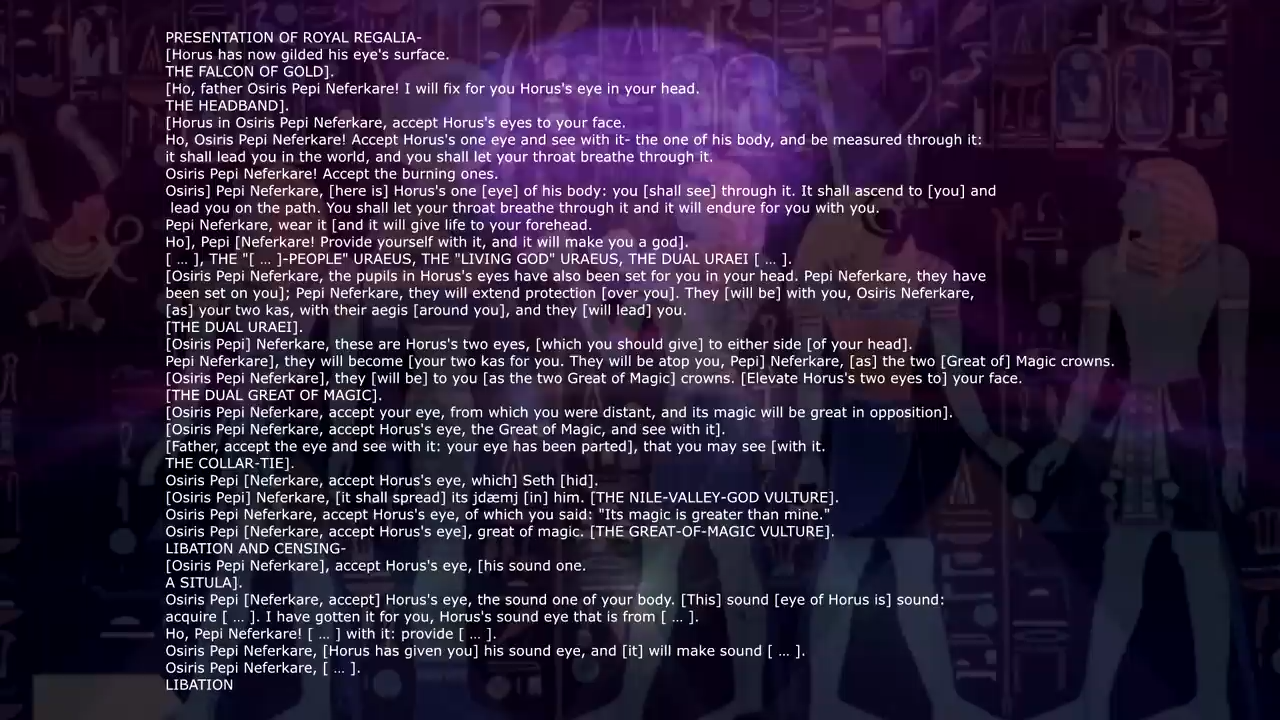 PRESENTATION OF ROYAL REGALIA-
[Horus has now gilded his eye's surface.
THE FALCON OF GOLD].
[Ho, father Osiris Pepi Neferkare! I will fix for you Horus's eye in your head.
THE HEADBAND].
[Horus in Osiris Pepi Neferkare, accept Horus's eyes to your face.
Ho, Osiris Pepi Neferkare! Accept Horus's one eye and see with it- the one of his body, and be measured through it:
it shall lead you in the world, and you shall let your throat breathe through it.
Osiris Pepi Neferkare! Accept the burning ones.
Osiris] Pepi Neferkare, [here is] Horus's one [eye] of his body: you [shall see] through it. It shall ascend to [you] and
lead you on the path. You shall let your throat breathe through it and it will endure for you with you.
Pepi Neferkare, wear it [and it will give life to your forehead.
Ho], Pepi [Neferkare! Provide yourself with it, and it will make you a god].
[ … ], THE "[ … ]-PEOPLE" URAEUS, THE "LIVING GOD" URAEUS, THE DUAL URAEI [ … ].
[Osiris Pepi Neferkare, the pupils in Horus's eyes have also been set for you in your head. Pepi Neferkare, they have
been set on you]; Pepi Neferkare, they will extend protection [over you]. They [will be] with you, Osiris Neferkare,
[as] your two kas, with their aegis [around you], and they [will lead] you.
[THE DUAL URAEI].
[Osiris Pepi] Neferkare, these are Horus's two eyes, [which you should give] to either side [of your head].
Pepi Neferkare], they will become [your two kas for you. They will be atop you, Pepi] Neferkare, [as] the two [Great of] Magic crowns.
[Osiris Pepi Neferkare], they [will be] to you [as the two Great of Magic] crowns. [Elevate Horus's two eyes to] your face.
[THE DUAL GREAT OF MAGIC].
[Osiris Pepi Neferkare, accept your eye, from which you were distant, and its magic will be great in opposition].
[Osiris Pepi Neferkare, accept Horus's eye, the Great of Magic, and see with it].
[Father, accept the eye and see with it: your eye has been parted], that you may see [with it.
THE COLLAR-TIE].
Osiris Pepi [Neferkare, accept Horus's eye, which] Seth [hid].
[Osiris Pepi] Neferkare, [it shall spread] its jdæmj [in] him. [THE NILE-VALLEY-GOD VULTURE].
Osiris Pepi Neferkare, accept Horus's eye, of which you said: "Its magic is greater than mine."
Osiris Pepi [Neferkare, accept Horus's eye], great of magic. [THE GREAT-OF-MAGIC VULTURE].
LIBATION AND CENSING-
[Osiris Pepi Neferkare], accept Horus's eye, [his sound one.
A SITULA].
Osiris Pepi [Neferkare, accept] Horus's eye, the sound one of your body. [This] sound [eye of Horus is] sound:
acquire [ … ]. I have gotten it for you, Horus's sound eye that is from [ … ].
Ho, Pepi Neferkare! [ … ] with it: provide [ … ].
Osiris Pepi Neferkare, [Horus has given you] his sound eye, and [it] will make sound [ … ].
Osiris Pepi Neferkare, [ … ].
LIBATION